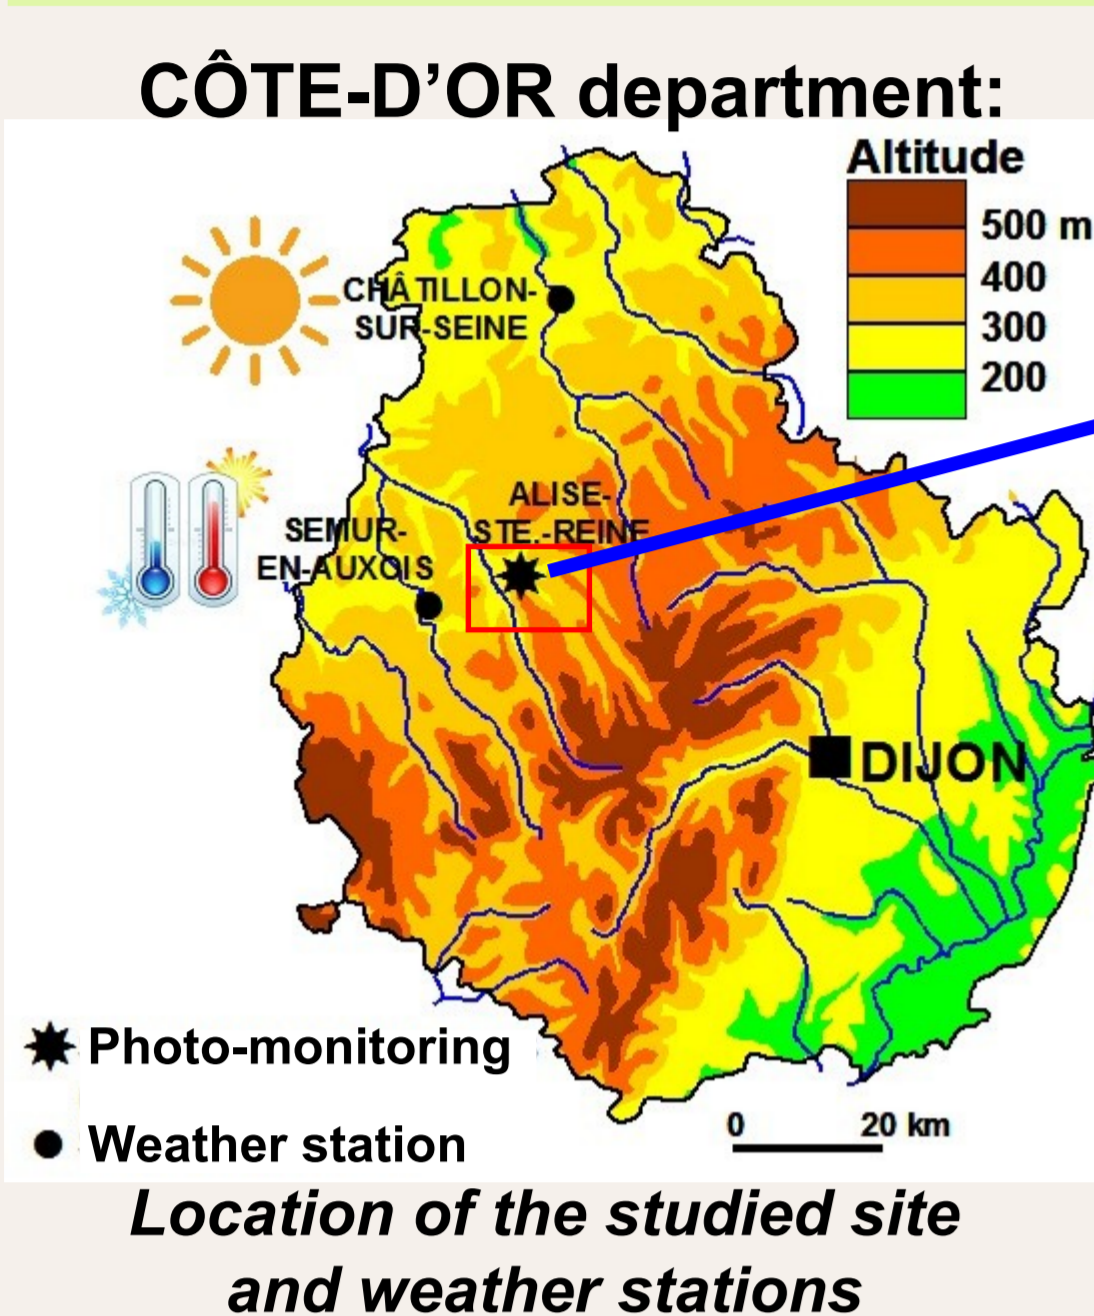 CÔTE-D'OR department:
Altitude
500 m
400
300
200
CHÂTILLON-
SUR-SEINE
ALISE-
STE.-REINE
SEMUR-
EN-AUXOIS
DIJON
Photo-monitoring
Weather station
0 20 km
Location of the studied site
and weather stations